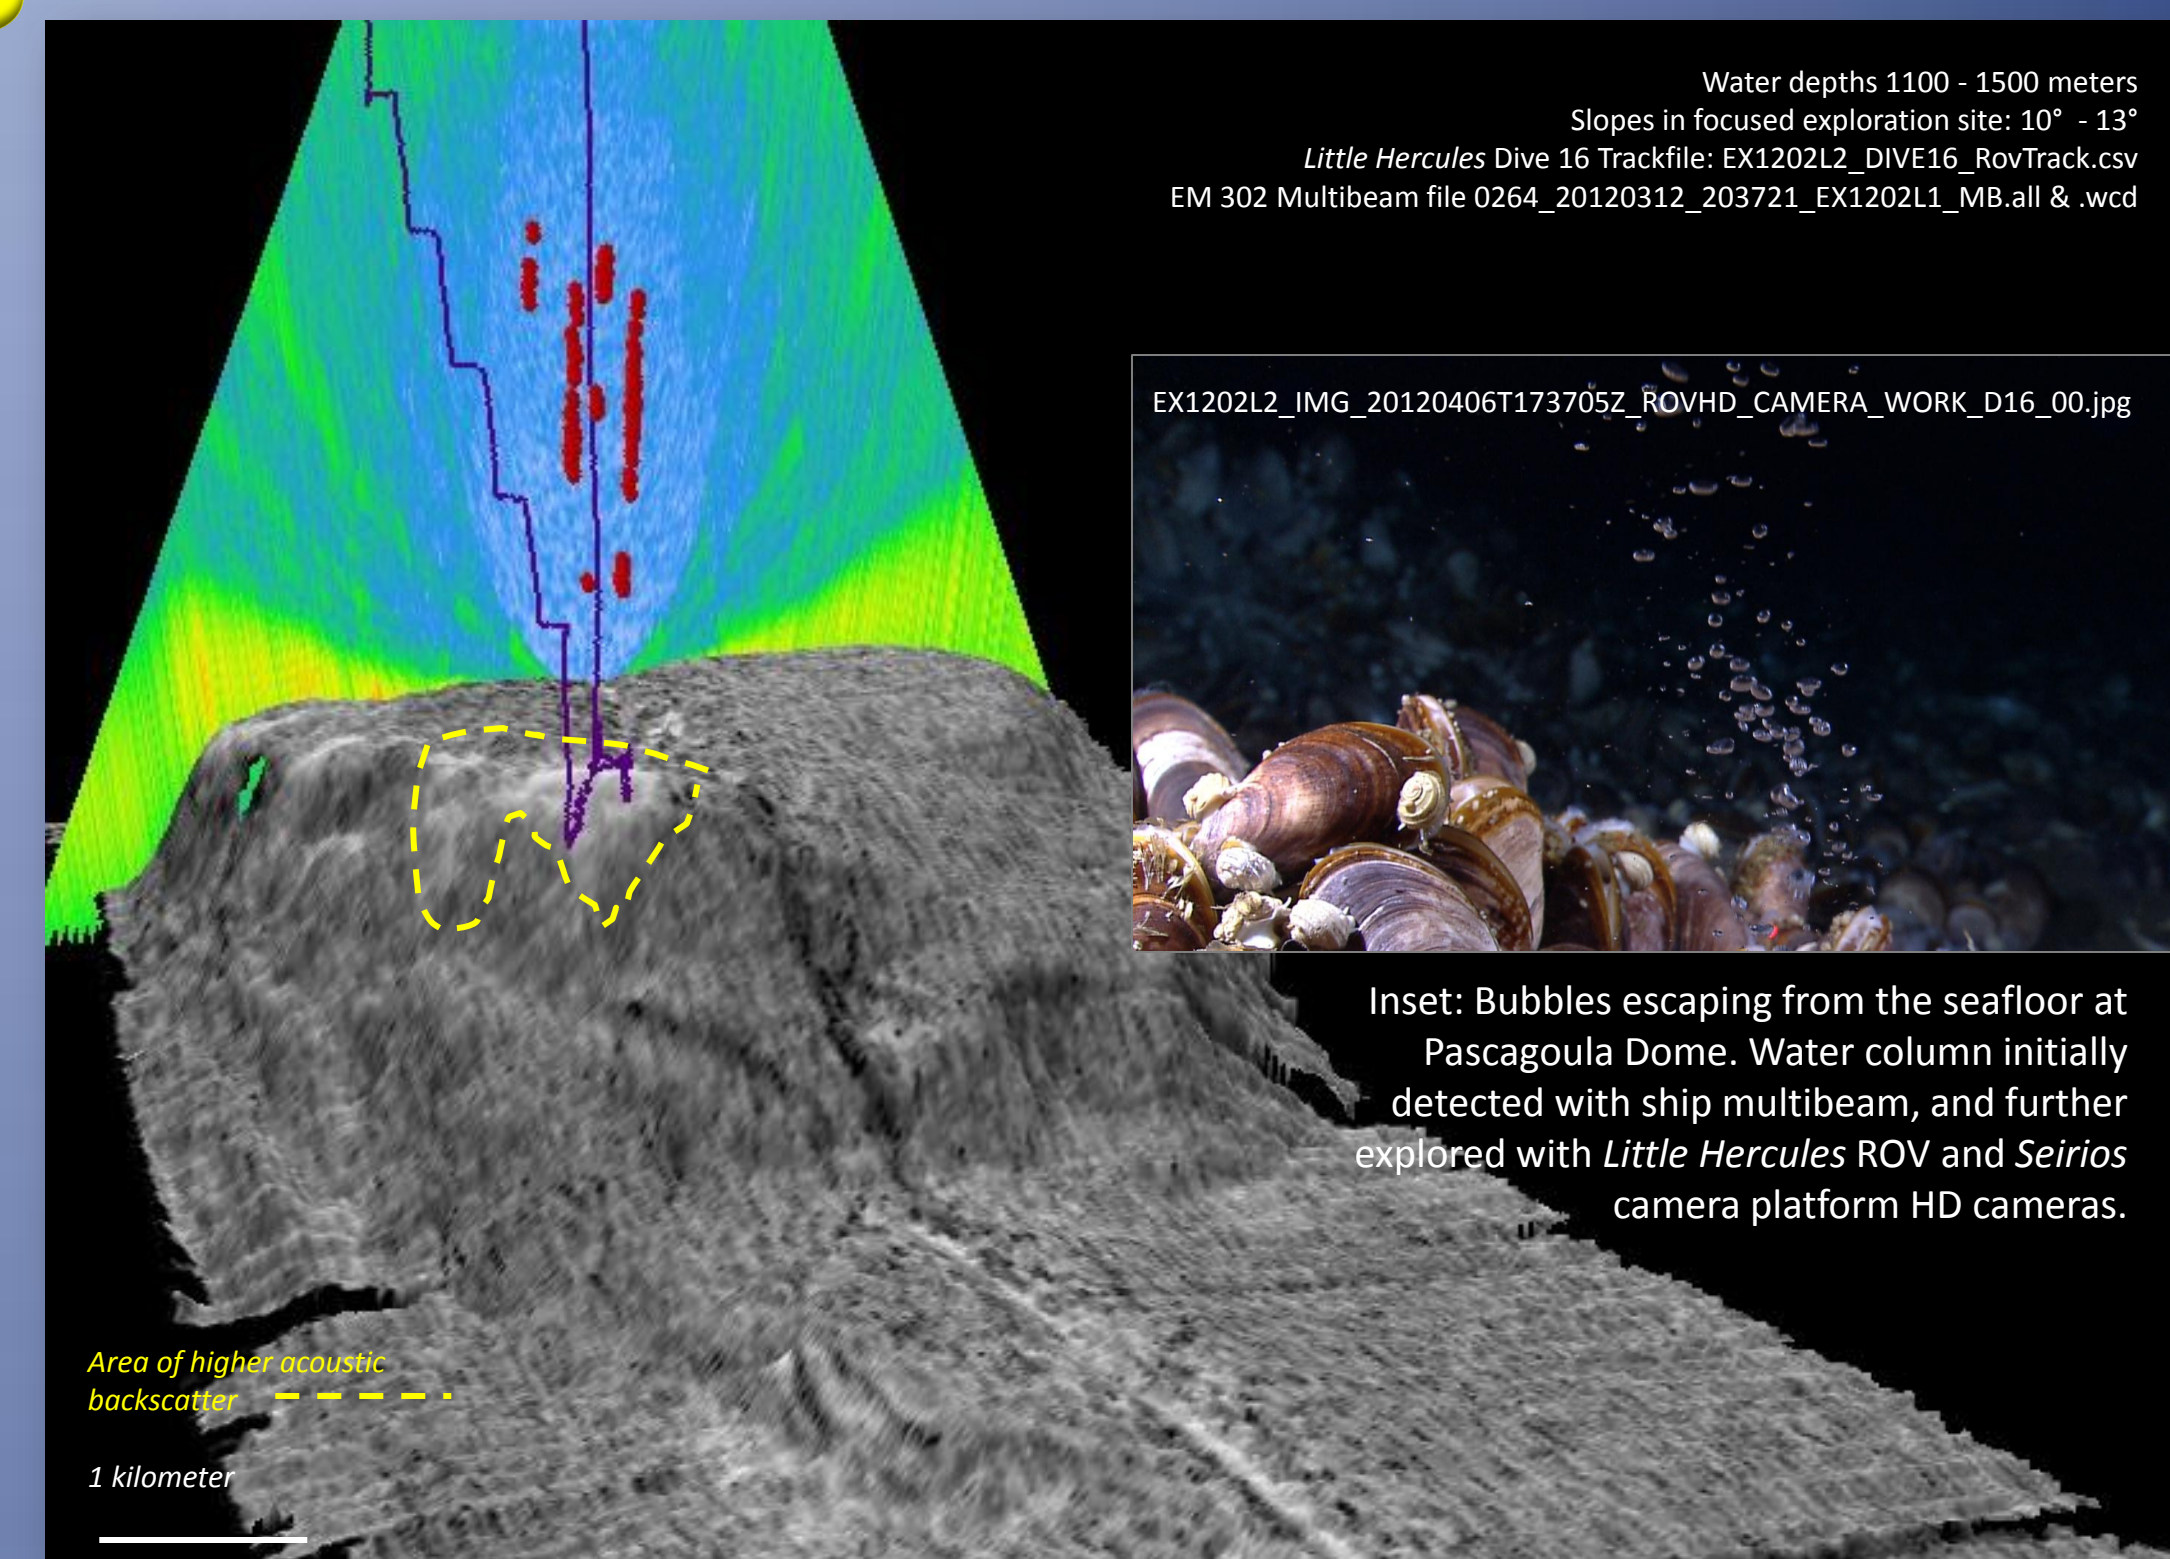 Water depths 1100 - 1500 meters
Slopes in focused exploration site: 10° - 13°
Little Hercules Dive 16 Trackfile: EX1202L2_DIVE16_RovTrack.csv
EM 302 Multibeam file 0264_20120312_203721_EX1202L1_MB.all & .wcd
EX1202L2_IMG_20120406T173705Z_ROVHD_CAMERA_WORK_D16_00.jpg
Inset: Bubbles escaping from the seafloor at
Pascagoula Dome. Water column initially
detected with ship multibeam, and further
explored with Little Hercules ROV and Seirios
camera platform HD cameras.
Area of higher acoustic
backscatter
1 kilometer